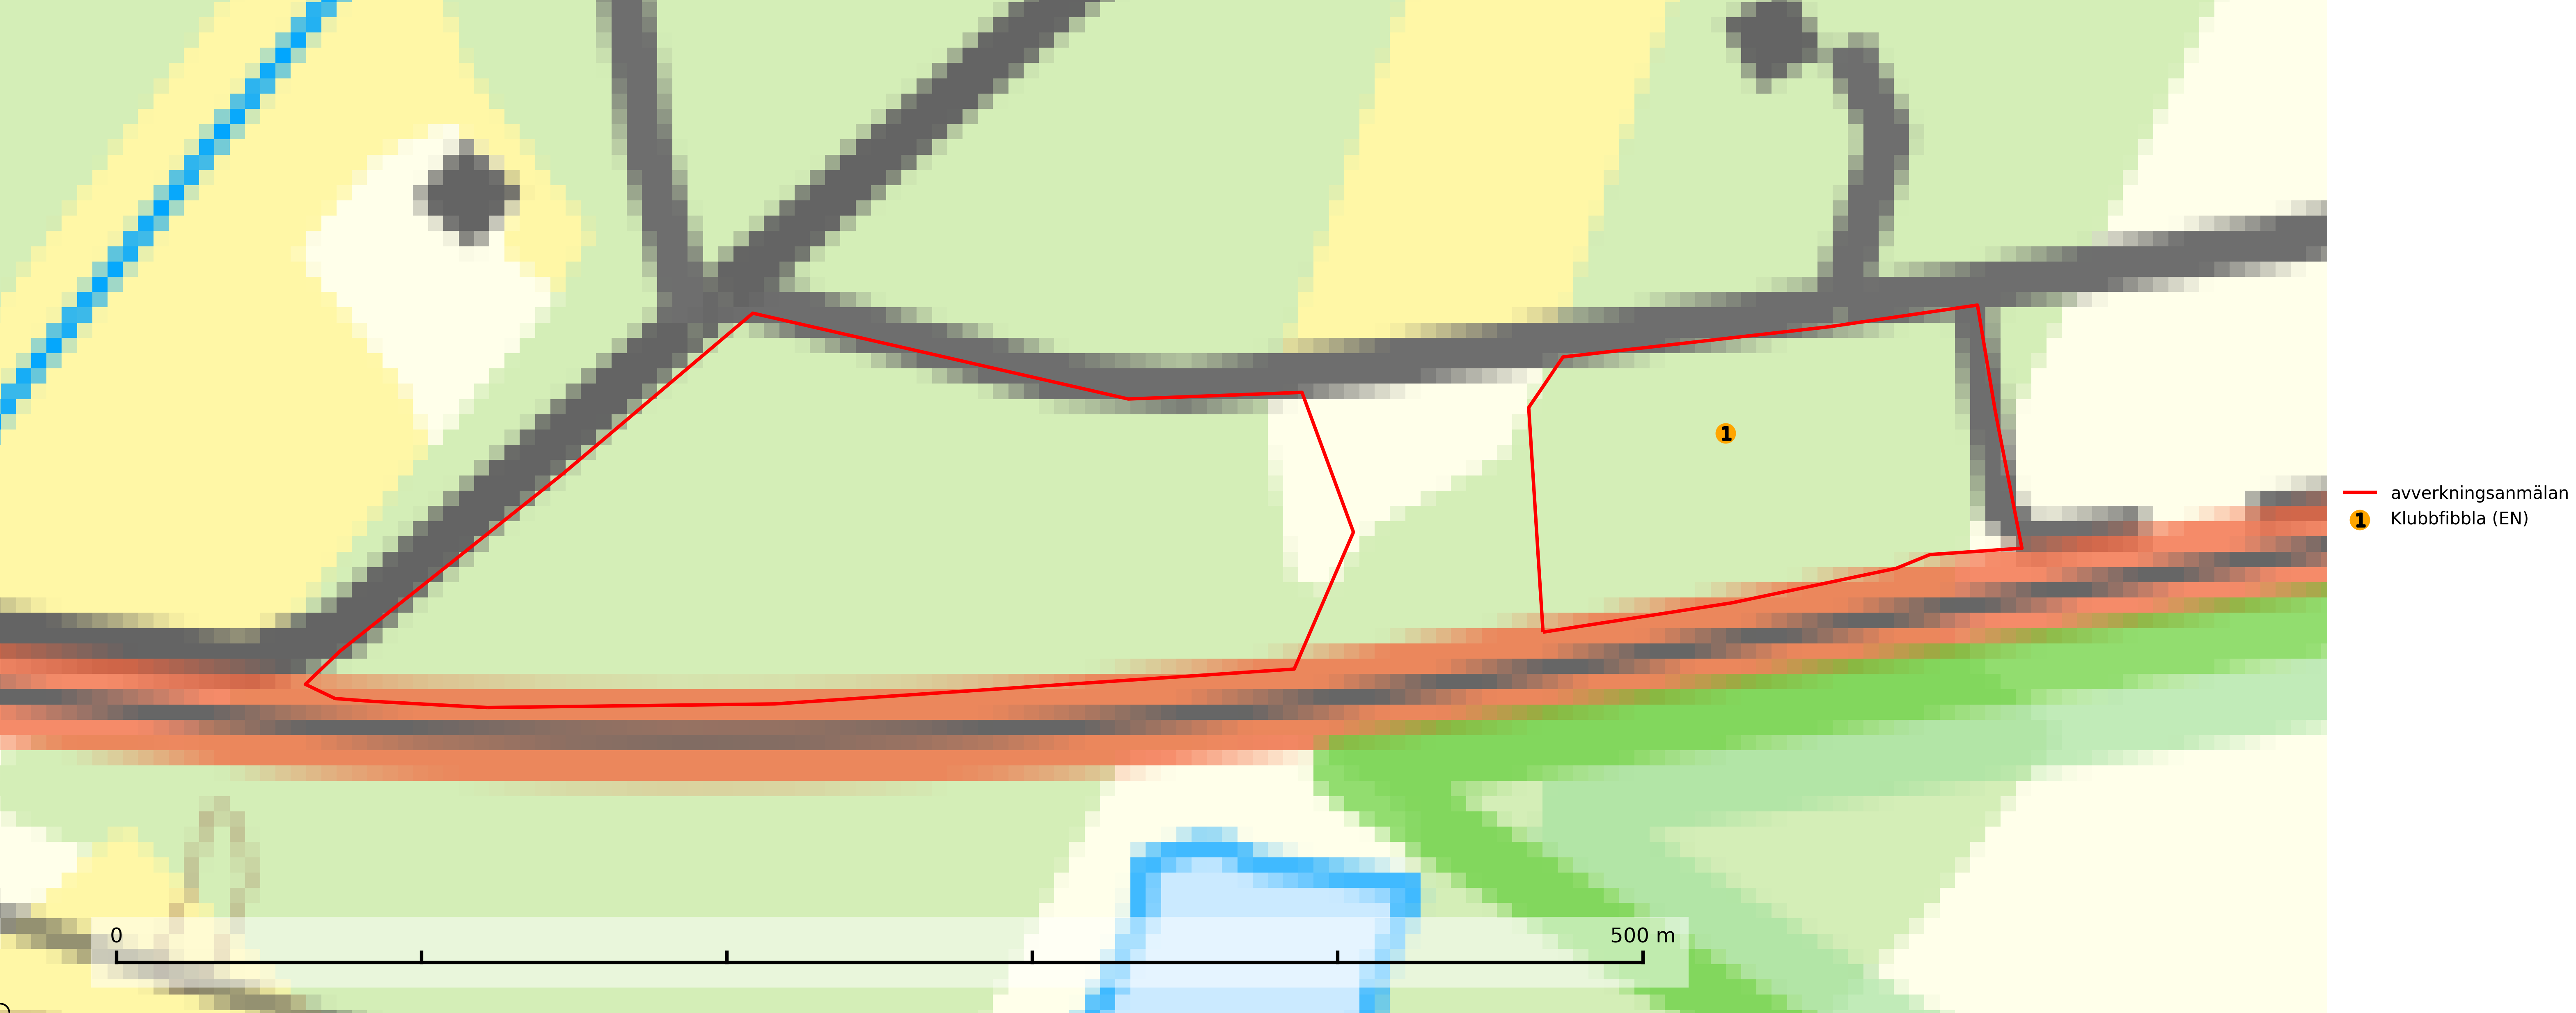 1
avverkningsanmälan
1 Klubbfibbla (EN)
0 500 m